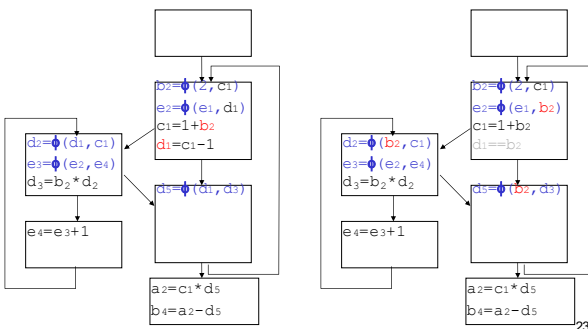 b2=ϕ(2,c1)
e2=ϕ(e1,d1)
c1=1+b2
d1=c1-1
d2=ϕ(d1,c1)
e3=ϕ(e2,e4)
d3=b2*d2
d5=ϕ(d1,d3)
e4=e3+1
a2=c1*d5
b4=a2-d5
b2=ϕ(2,c1)
e2=ϕ(e1,b2)
c1=1+b2
d1==b2
d2=ϕ(b2,c1)
e3=ϕ(e2,e4)
d3=b2*d2
d5=ϕ(b2,d3)
e4=e3+1
a2=c1*d5
b4=a2-d5
23